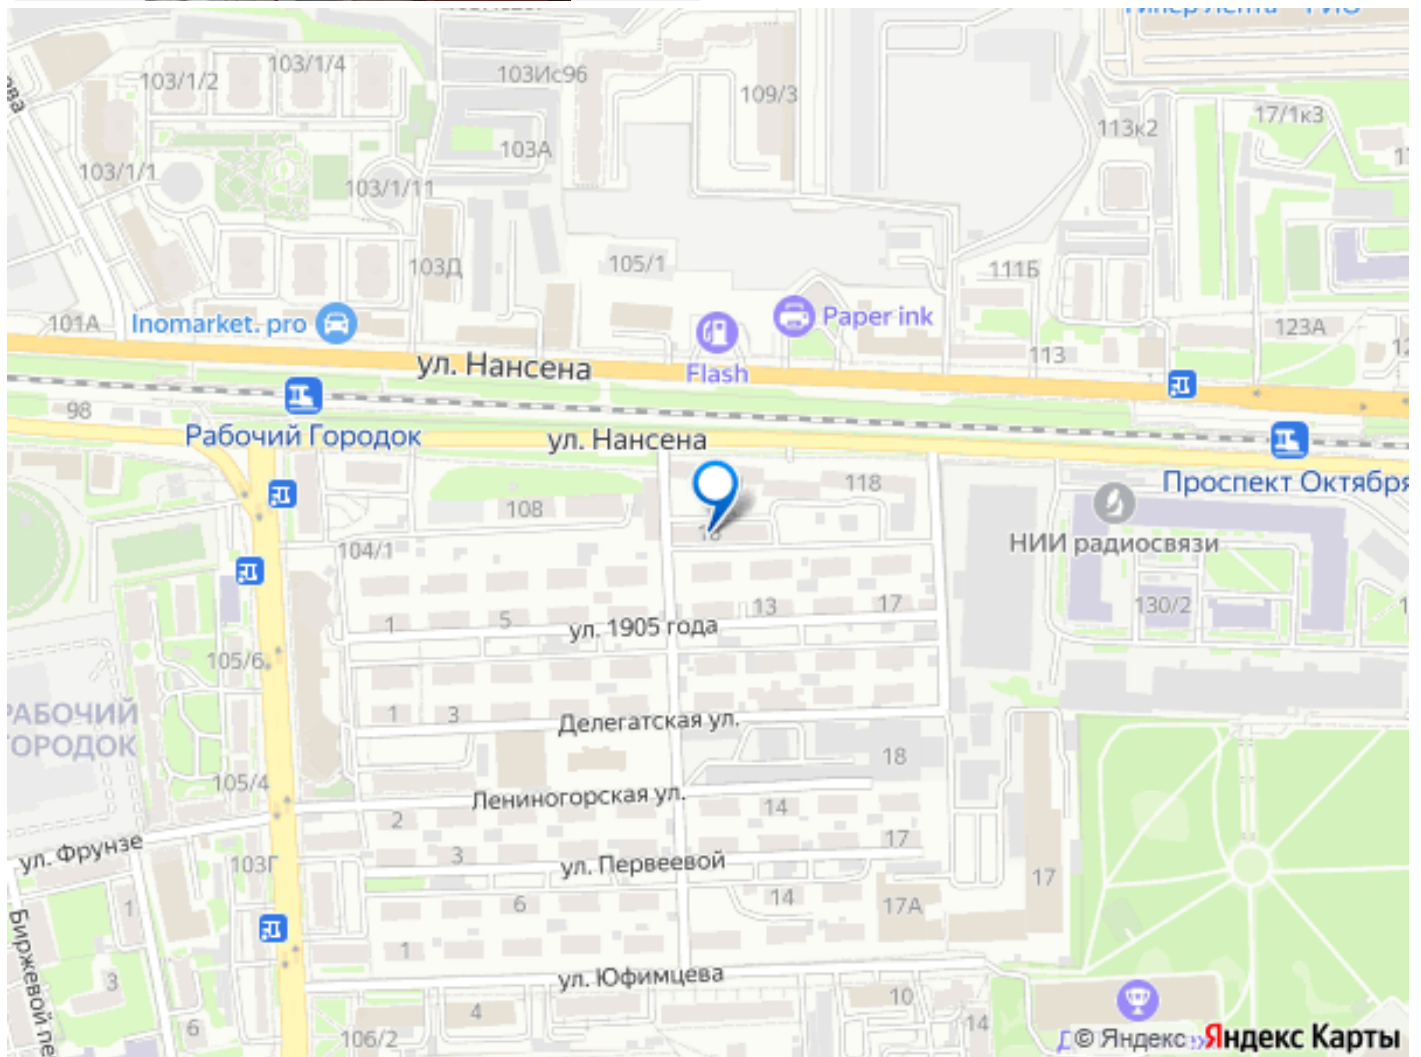 103/1/2
103/1/4
103Ис96
109/3
113к2
17/1к3
103А
103/1/1
103/1/11
103Д
105/1
111Б
101А
Inomarket. pro
Paper ink
123А
113
ул. Нансена
Flash
98
Рабочий Городок
ул. Нансена
118
Проспект Октября
108
НИИ радиосвязи
104/1
130/2
1
5
13
17
ул. 1905 года
105/6
1
3
Делегатская ул.
РАБОЧИЙ
ГОРОДОК
18
105/4
Лениногорская ул.
14
2
ул. Фрунзе
103Г
3
ул. Первеевой
17
17
1
6
14
17А
1
Биржевой пе
ул. Юфимцева
3
10
4
14
6
106/2
© Яндекс
Яндекс Карты